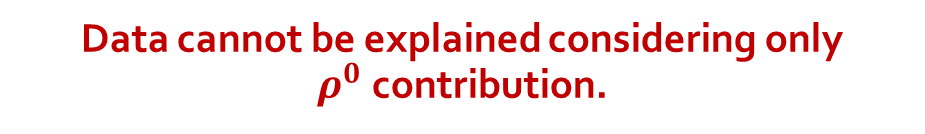 Data cannot be explained considering only
ρ⁰ contribution.